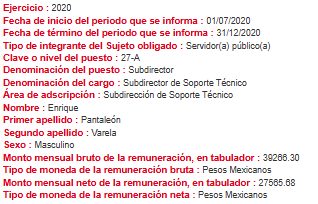 Ejercicio : 2020
Fecha de inicio del periodo que se informa : 01/07/2020
Fecha de término del periodo que se informa : 31/12/2020
Tipo de integrante del Sujeto obligado : Servidor(a) público(a)
Clave o nivel del puesto : 27-A
Denominación del puesto : Subdirector
Denominación del cargo : Subdirector de Soporte Técnico
Área de adscripción : Subdirección de Soporte Técnico
Nombre : Enrique
Primer apellido : Pantaleón
Segundo apellido : Varela
Sexo : Masculino
Monto mensual bruto de la remuneración, en tabulador : 39266.30
Tipo de moneda de la remuneración bruta : Pesos Mexicanos
Monto mensual neto de la remuneración, en tabulador : 27565.68
Tipo de moneda de la remuneración neta : Pesos Mexicanos